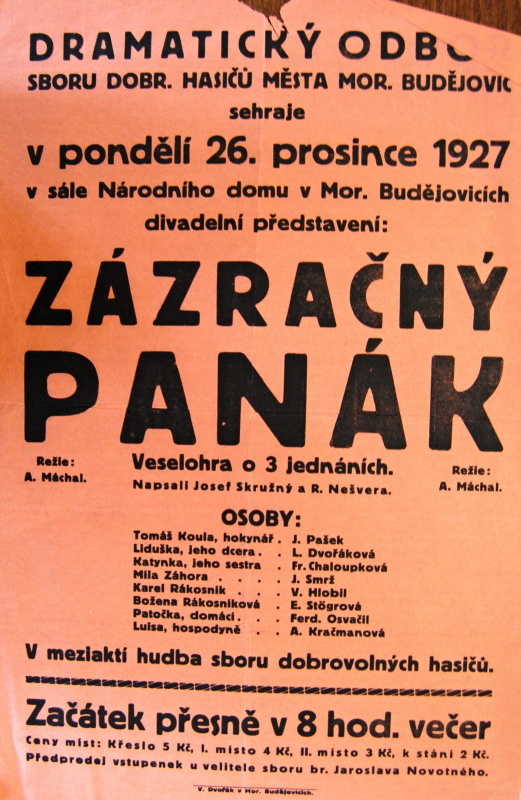 DRAMATICKÝ ODBOR
SBORU DOBR. HASIČŮ MĚSTA MOR. BUDĚJOVIC
sehraje
v pondělí 26. prosince 1927
v sále Národního domu v Mor. Budějovicích
divadelní představení:
ZÁZRAČNÝ
PANÁK
Režie:
A. Máchal.
Veselohra o 3 jednáních.
Napsali Josef Skružný a R. Nešvera.
Režie:
A. Máchal.
OSOBY:
Tomáš Koula, hokynář . J. Pašek
Liduška, jeho dcera . . L. Dvořáková
Katynka, jeho sestra . Fr. Chaloupková
Mila Záhora . . . . J. Smrž
Karel Rákosník . . . V. Hlobil
Božena Rákosníková . E. Stögrová
Patočka, domácí . . . Ferd. Osvačil
Luisa, hospodyně . . A. Kračmanová
V meziaktí hudba sboru dobrovolných hasičů.
Začátek přesně v 8 hod. večer
Ceny míst: Křeslo 5 Kč, I. místo 4 Kč, II. místo 3 Kč, k stání 2 Kč.
Předprodej vstupenek u velitele sboru br. Jaroslava Novotného.
V. Dvořák v Mor. Budějovicích.